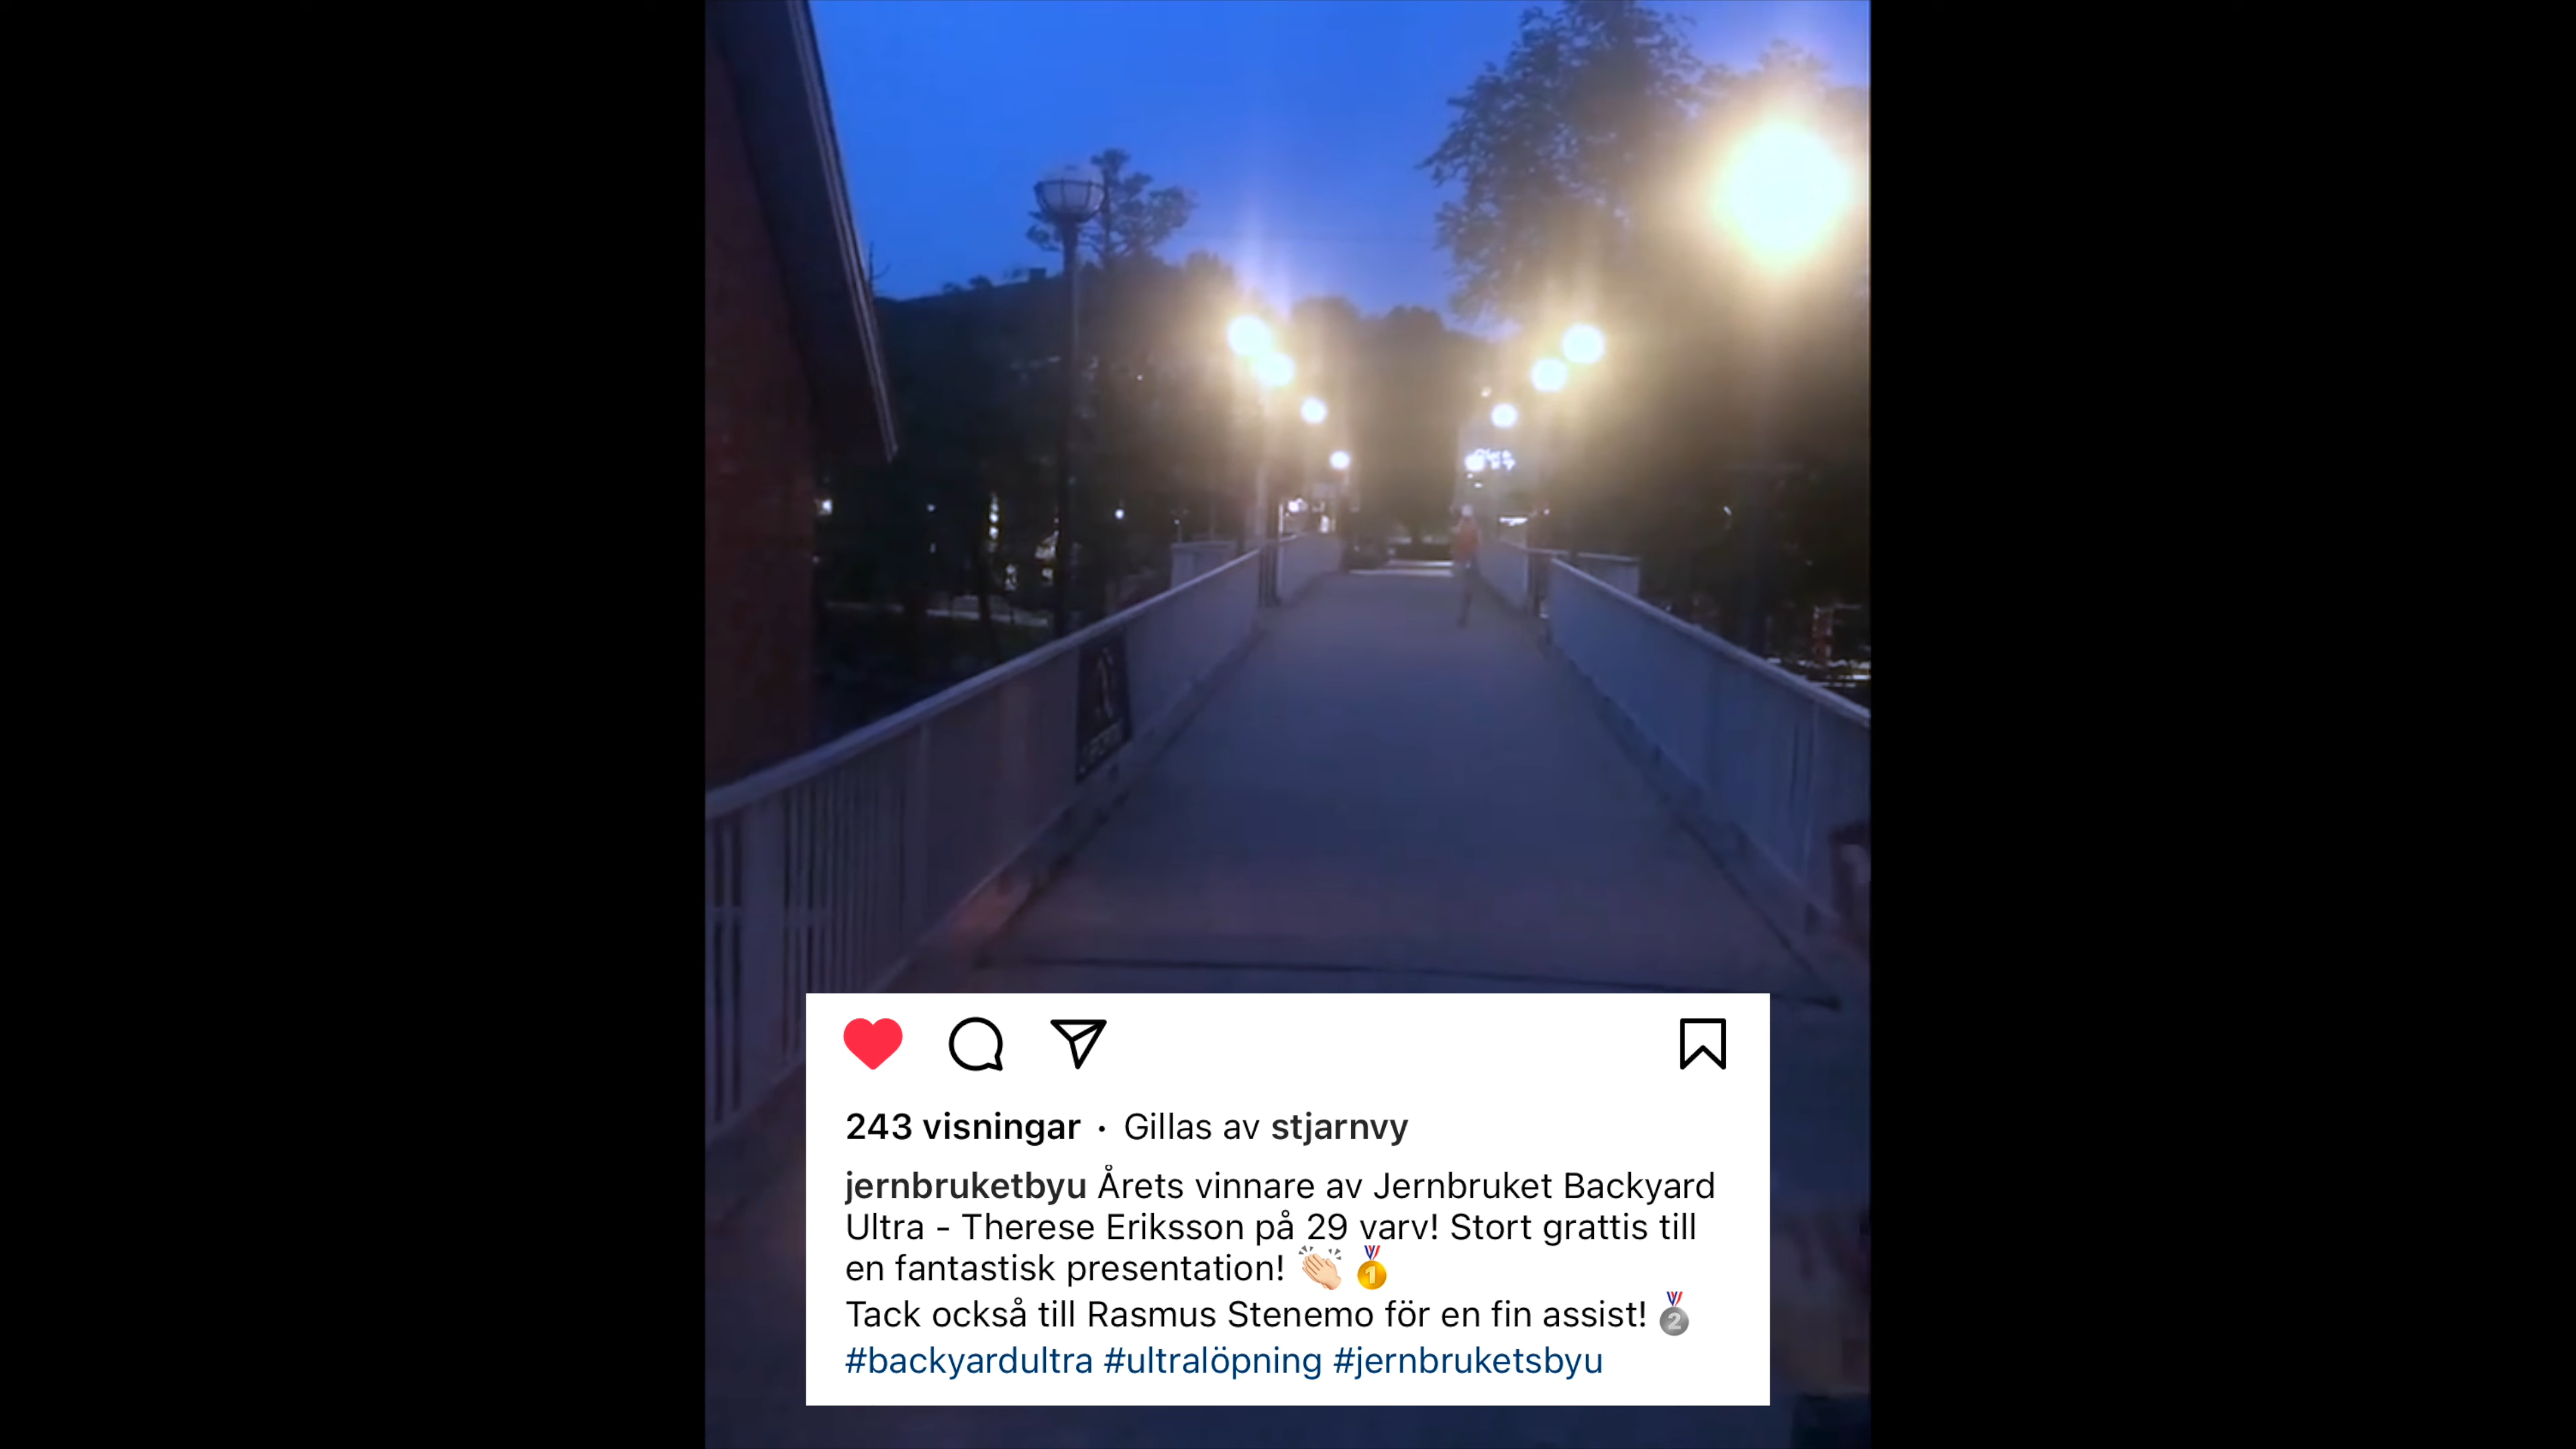 243 visningar · Gillas av stjarnvy
jernbruketbyu Årets vinnare av Jernbruket Backyard
Ultra - Therese Eriksson på 29 varv! Stort grattis till
en fantastisk presentation! 👏🏻 🥇
Tack också till Rasmus Stenemo för en fin assist! 🥈
#backyardultra #ultralöpning #jernbruketsbyu